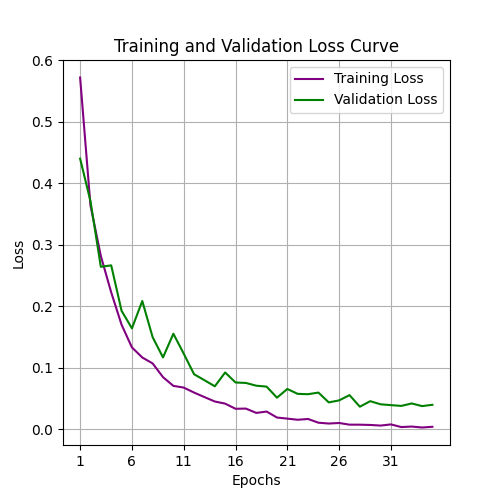 Training and Validation Loss Curve
Training Loss
Validation Loss
0.6
0.5
0.4
0.3
0.2
0.1
0.0
Loss
1 6 11 16 21 26 31
Epochs